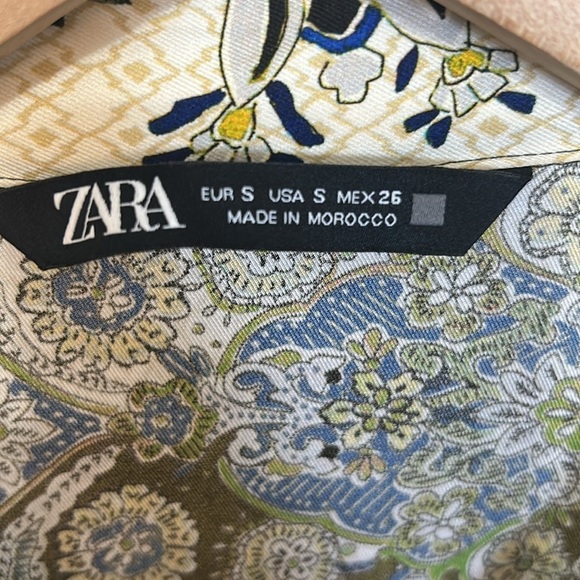 ZARA
EUR S USA S MEX 26
MADE IN MOROCCO